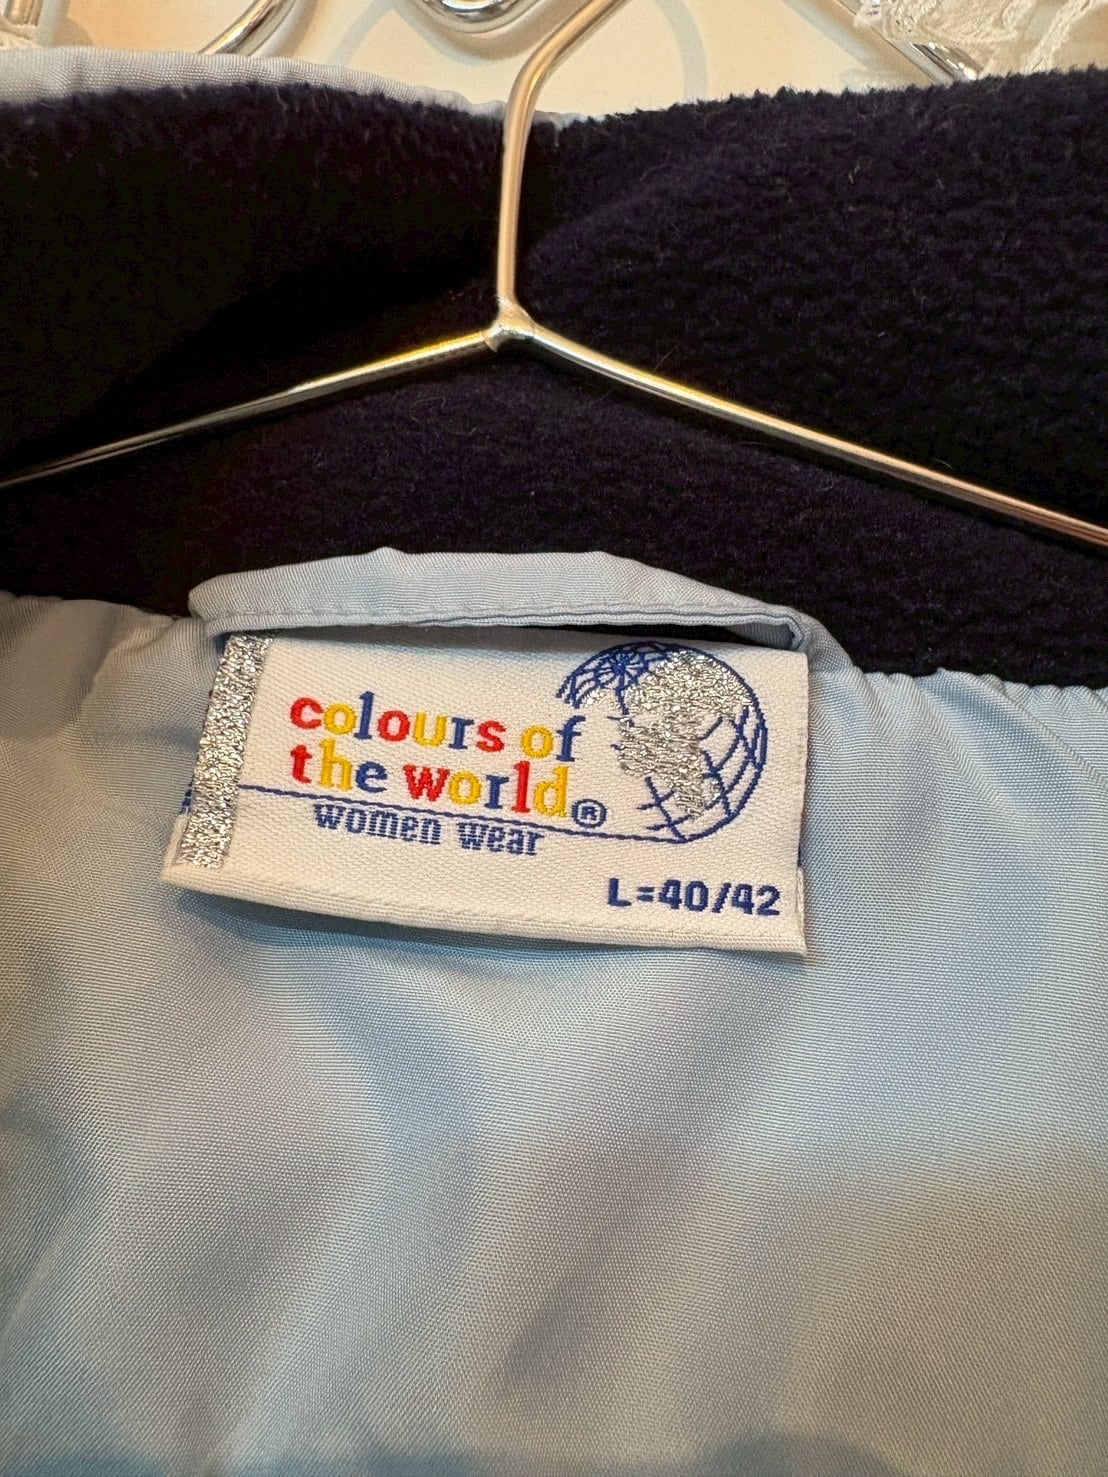 colours of
the world®
women wear
L=40/42